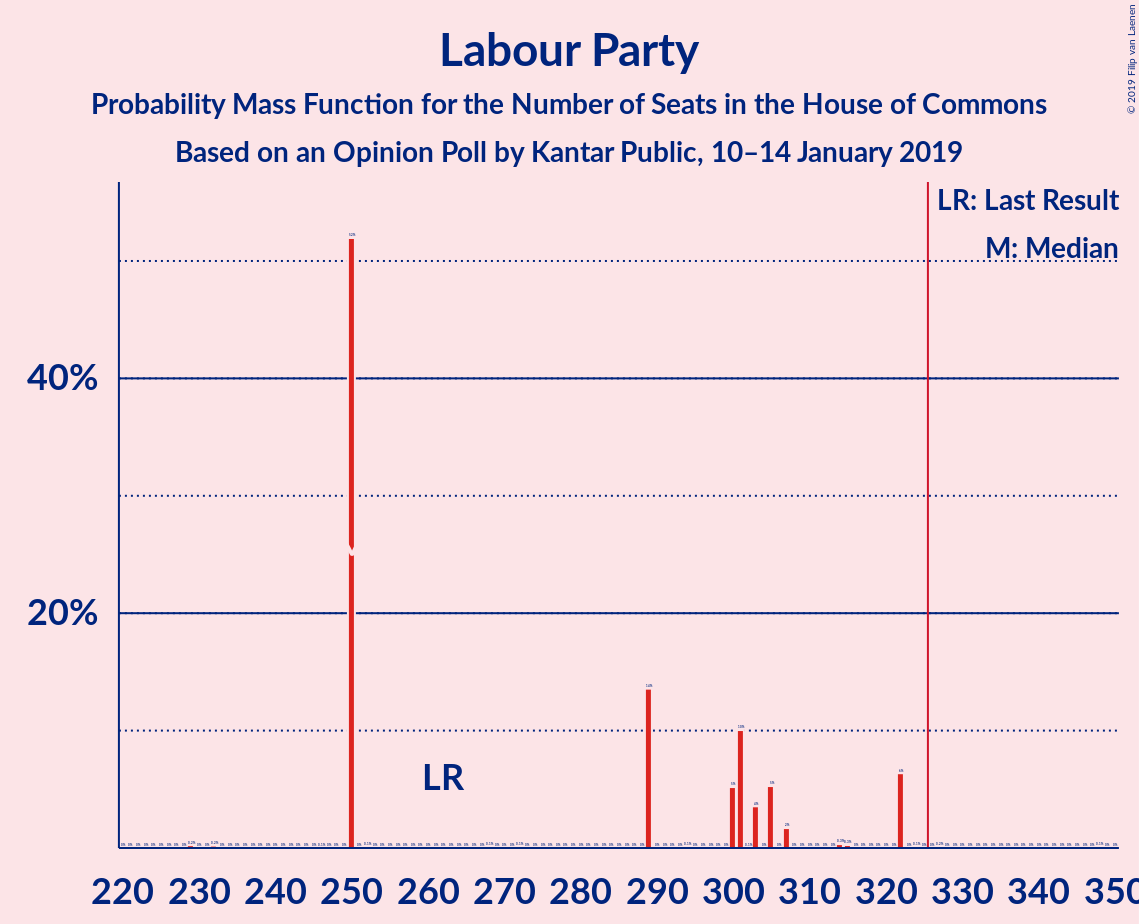 Labour Party
Probability Mass Function for the Number of Seats in the House of Commons
Based on an Opinion Poll by Kantar Public, 10–14 January 2019
© 2019 Filip van Laenen
LR: Last Result
M: Median
40%
20%
LR
220 230 240 250 260 270 280 290 300 310 320 330 340 350